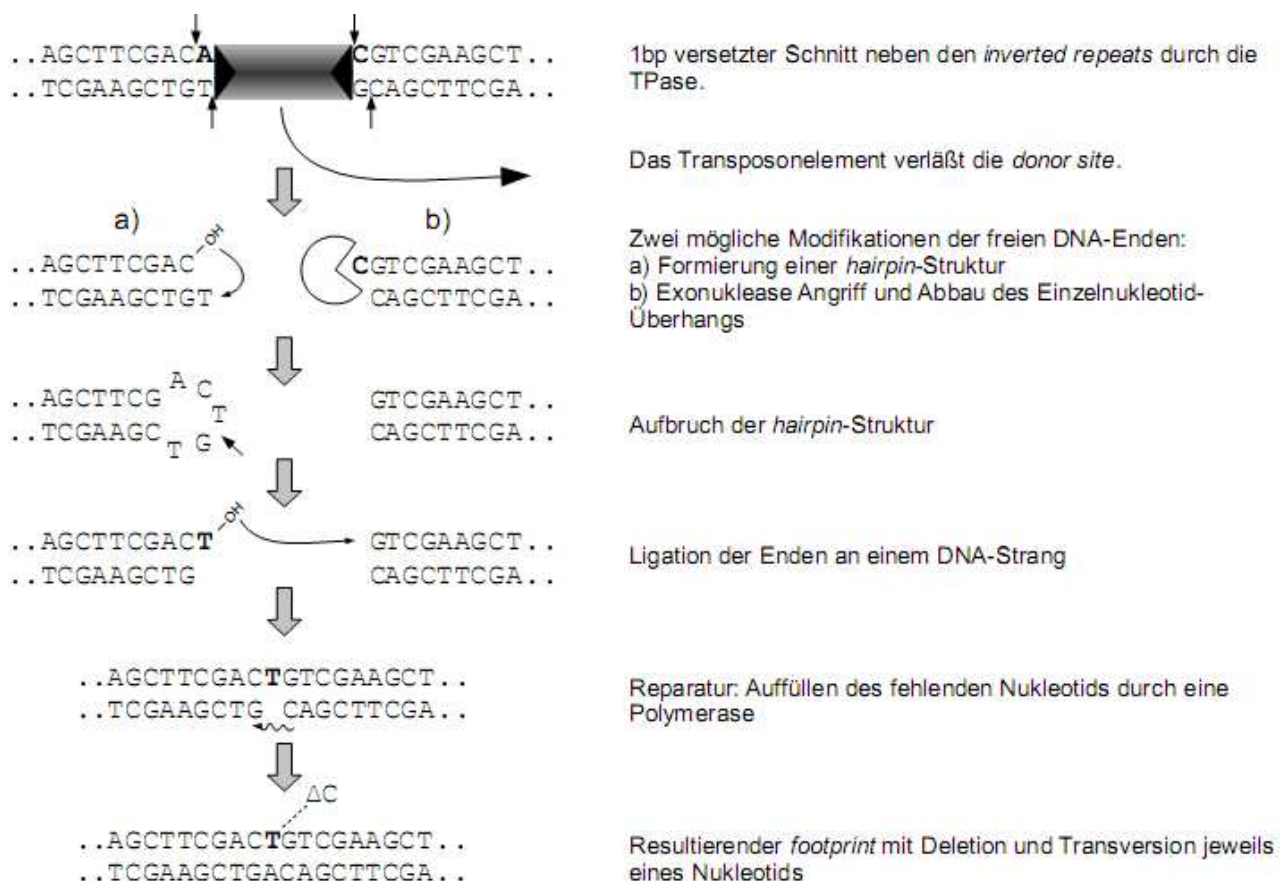 ..AGCTTCGACA CGTCGAAGCT..
..TCGAAGCTGT GCAGCTTCGA..
1bp versetzter Schnitt neben den inverted repeats durch die
TPase.
Das Transposonelement verläßt die donor site.
a) b)
OH
..AGCTTCGAC CGTCGAAGCT..
..TCGAAGCTGT CAGCTTCGA..
Zwei mögliche Modifikationen der freien DNA-Enden:
a) Formierung einer hairpin-Struktur
b) Exonuklease Angriff und Abbau des Einzelnukleotid-
Überhangs
..AGCTTCG A C T GTCGAAGCT..
..TCGAAGC T G CAGCTTCGA..
Aufbruch der hairpin-Struktur
OH
..AGCTTCGACT GTCGAAGCT..
..TCGAAGCTG CAGCTTCGA..
Ligation der Enden an einem DNA-Strang
..AGCTTCGACTGTCGAAGCT..
..TCGAAGCTG CAGCTTCGA..
Reparatur: Auffüllen des fehlenden Nukleotids durch eine
Polymerase
ΔC
..AGCTTCGACTGTCGAAGCT..
..TCGAAGCTGACAGCTTCGA..
Resultierender footprint mit Deletion und Transversion jeweils
eines Nukleotids